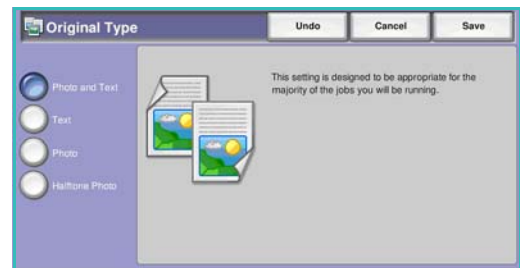 Original Type
Undo
Cancel
Save
Photo and Text
Text
Photo
Halftone Photo
This setting is designed to be appropriate for the
majority of the jobs you will be running.